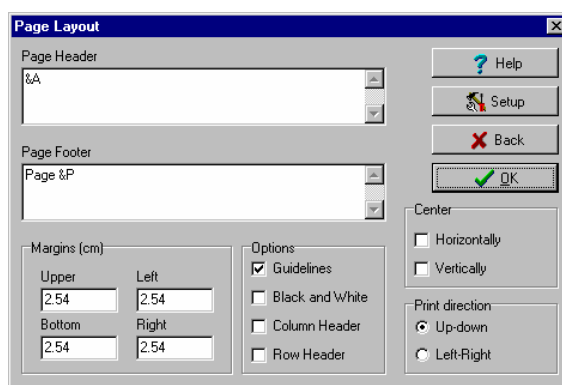 Page Layout
Page Header
&A
Page Footer
Page &P
Help
Setup
Back
OK
Margins (cm)
Upper Left
2.54 2.54
Bottom Right
2.54 2.54
Options
Guidelines
Black and White
Column Header
Row Header
Center
Horizontally
Vertically
Print direction
Up-down
Left-Right